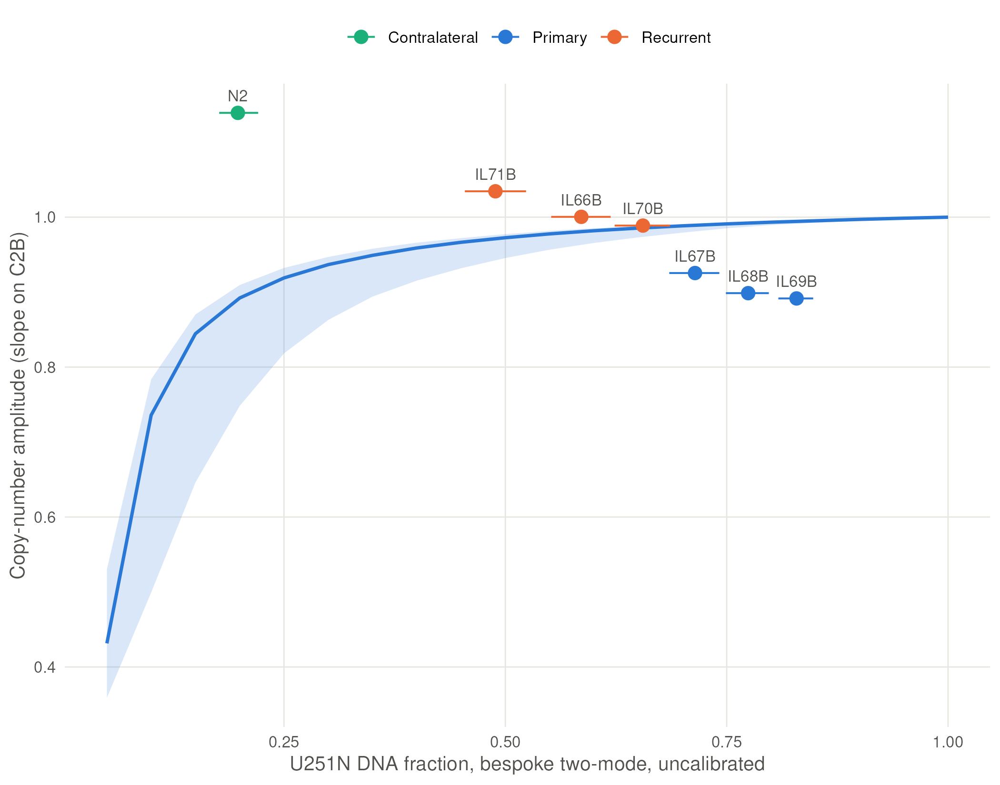 Contralateral Primary Recurrent
N2
IL71B
IL66B
IL70B
IL67B
IL68B
IL69B
1.0
0.8
0.6
0.4
Copy-number amplitude (slope on C2B)
0.25 0.50 0.75 1.00
U251N DNA fraction, bespoke two-mode, uncalibrated